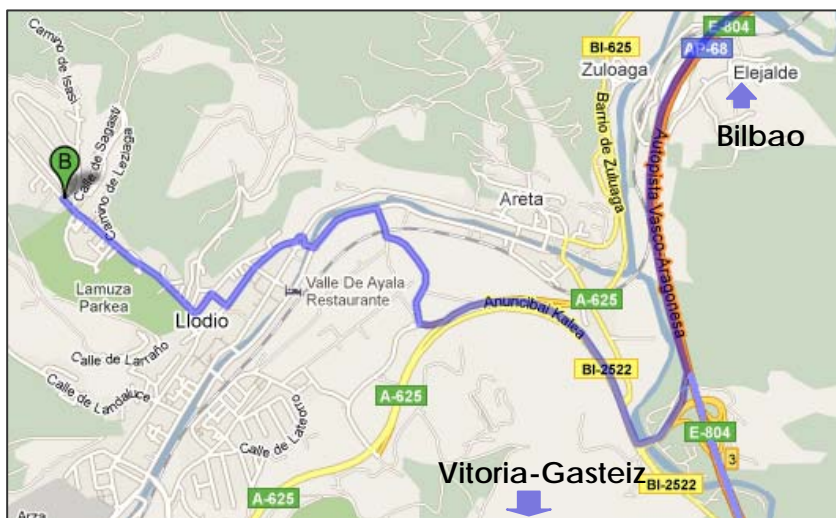 E-804
Camino de Isasi
BI-625
AP-68
Zuloaga
Elejalde
Bilbao
B
Calle de Sagasti
Camino de Leziaga
Barrio de Zuluaga
Autopista Vasco-Aragonesa
Areta
Lamuza
Parkea
Valle De Ayala
Restaurante
Llodio
A-625
Anuncibai Kalea
Calle de Larraño
BI-2522
Calle de Landaluce
A-625
E-804
Calle de Lateorro
3
Vitoria-Gasteiz
BI-2522
A-625
Arza